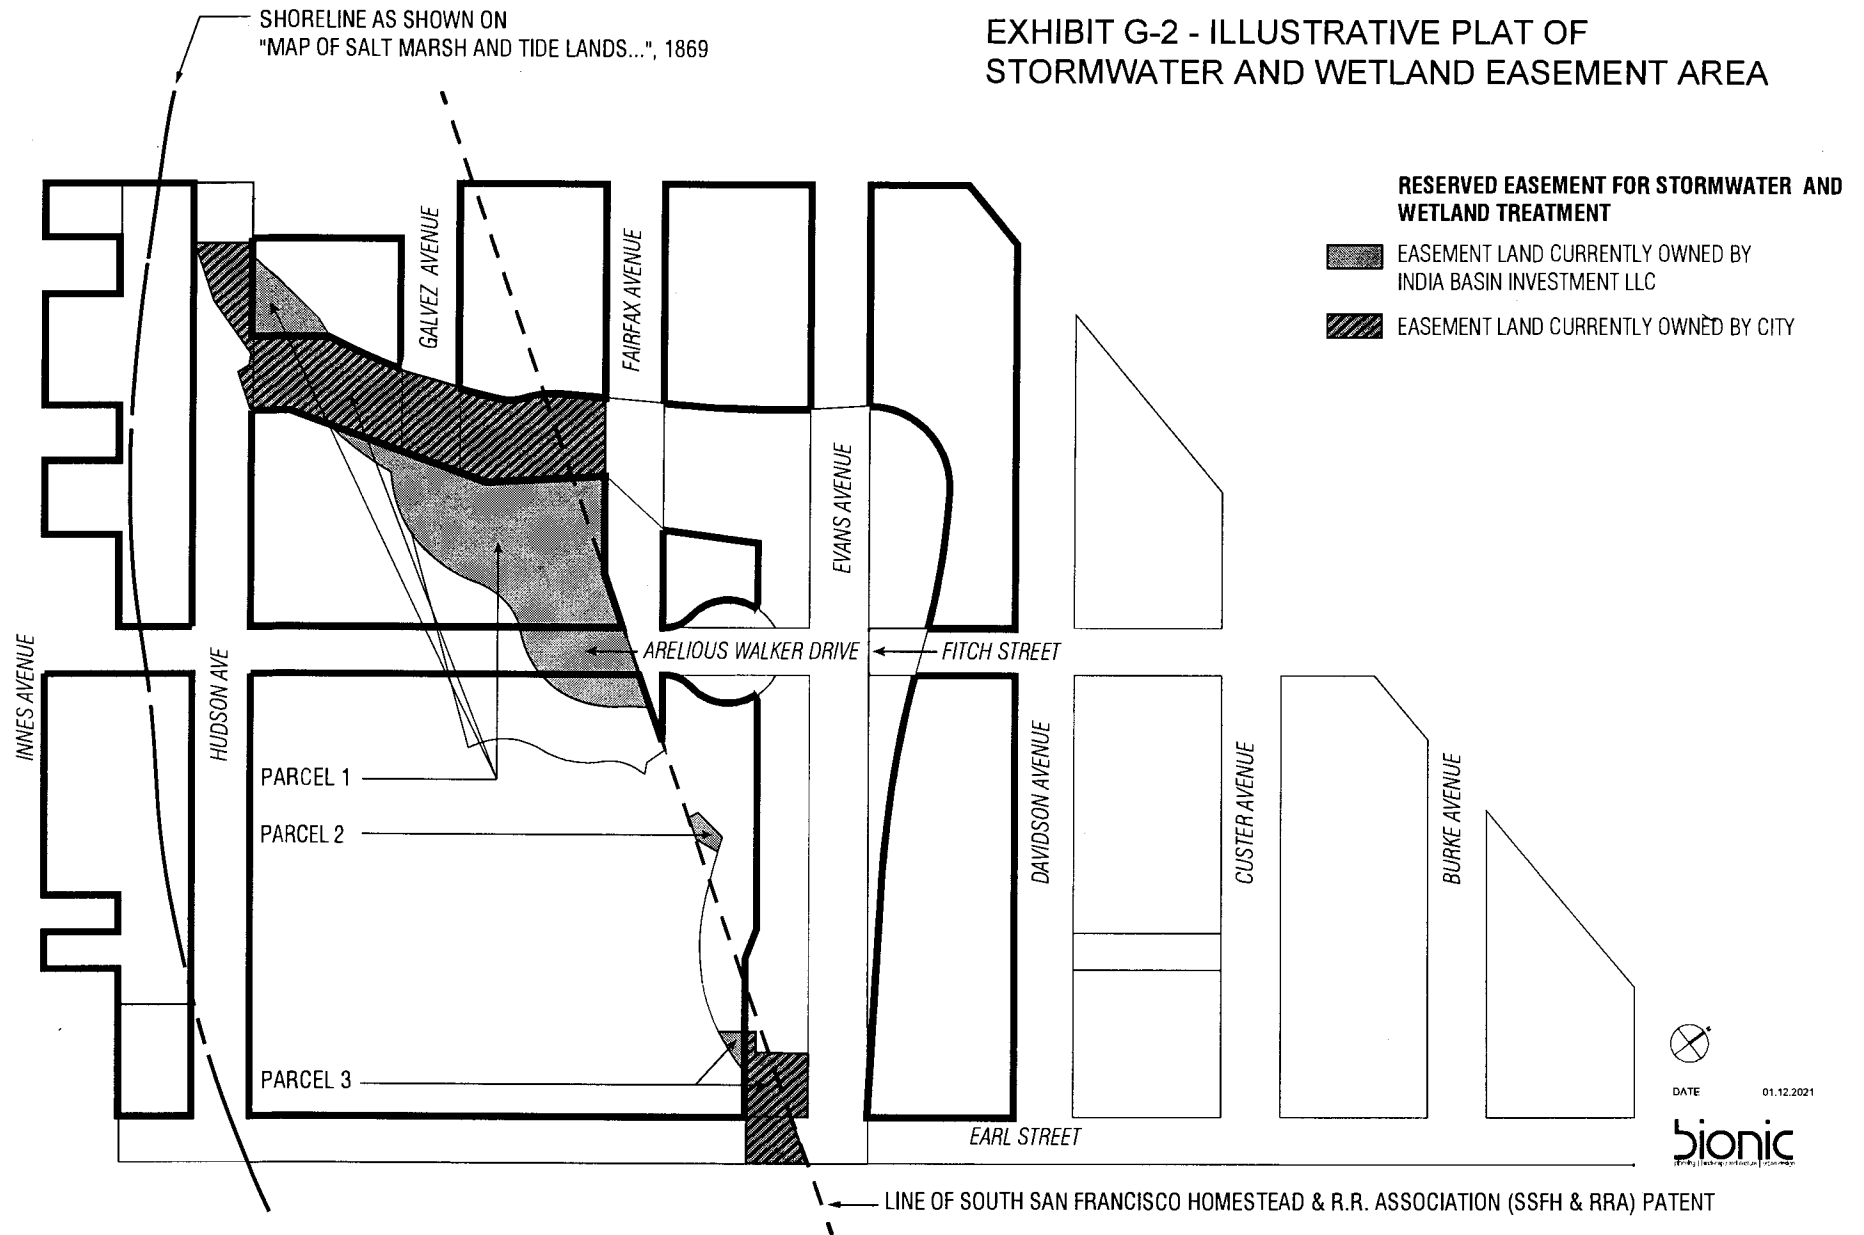 SHORELINE AS SHOWN ON
"MAP OF SALT MARSH AND TIDE LANDS...", 1869
EXHIBIT G-2 - ILLUSTRATIVE PLAT OF
STORMWATER AND WETLAND EASEMENT AREA
RESERVED EASEMENT FOR STORMWATER AND
WETLAND TREATMENT
EASEMENT LAND CURRENTLY OWNED BY
INDIA BASIN INVESTMENT LLC
EASEMENT LAND CURRENTLY OWNED BY CITY
GALVEZ AVENUE
FAIRFAX AVENUE
EVANS AVENUE
INNES AVENUE
HUDSON AVE
ARELIOUS WALKER DRIVE
FITCH STREET
DAVIDSON AVENUE
CUSTER AVENUE
BURKE AVENUE
PARCEL 1
PARCEL 2
PARCEL 3
EARL STREET
DATE 01.12.2021
bionic
LINE OF SOUTH SAN FRANCISCO HOMESTEAD & R.R. ASSOCIATION (SSFH & RRA) PATENT